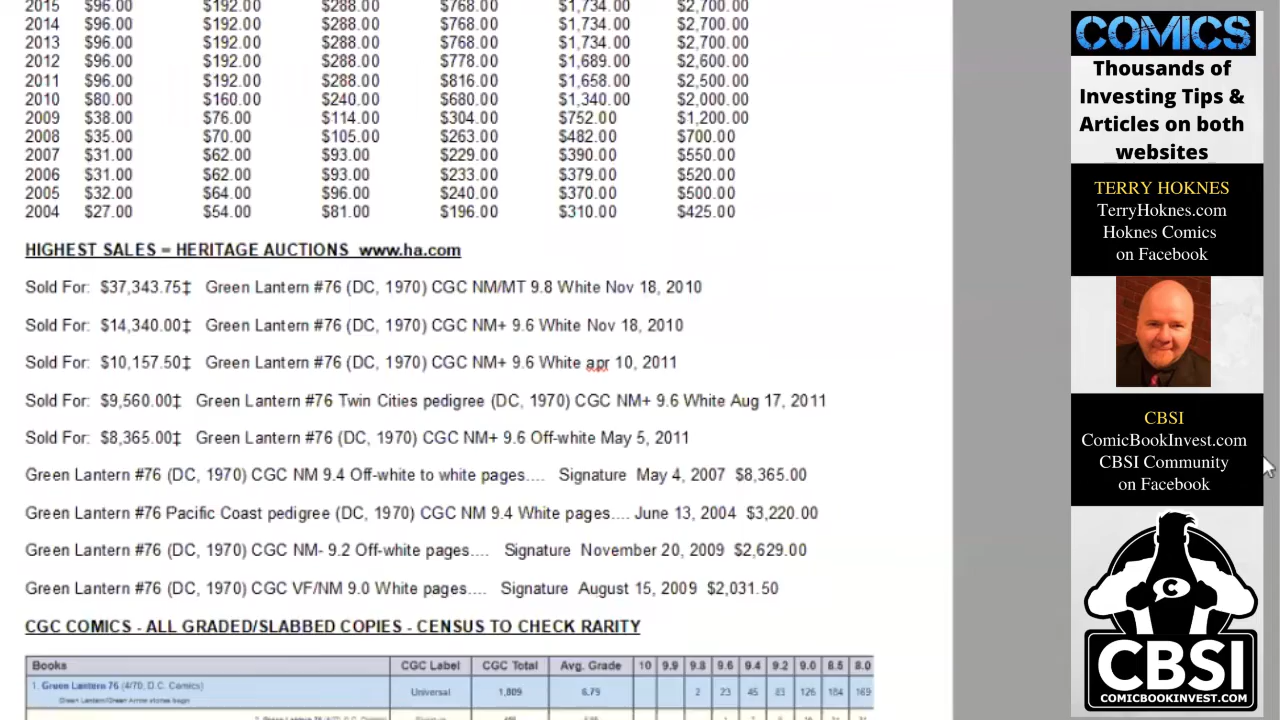 2015 $96.00 $192.00 $288.00 $768.00 $1,734.00 $2,700.00
2014 $96.00 $192.00 $288.00 $768.00 $1,734.00 $2,700.00
2013 $96.00 $192.00 $288.00 $768.00 $1,734.00 $2,700.00
2012 $96.00 $192.00 $288.00 $778.00 $1,689.00 $2,600.00
2011 $96.00 $192.00 $288.00 $816.00 $1,658.00 $2,500.00
2010 $80.00 $160.00 $240.00 $680.00 $1,340.00 $2,000.00
2009 $38.00 $76.00 $114.00 $304.00 $752.00 $1,200.00
2008 $35.00 $70.00 $105.00 $263.00 $482.00 $700.00
2007 $31.00 $62.00 $93.00 $229.00 $390.00 $550.00
2006 $31.00 $62.00 $93.00 $233.00 $379.00 $520.00
2005 $32.00 $64.00 $96.00 $240.00 $370.00 $500.00
2004 $27.00 $54.00 $81.00 $196.00 $310.00 $425.00
HIGHEST SALES = HERITAGE AUCTIONS www.ha.com
Sold For: $37,343.75‡ Green Lantern #76 (DC, 1970) CGC NM/MT 9.8 White Nov 18, 2010
Sold For: $14,340.00‡ Green Lantern #76 (DC, 1970) CGC NM+ 9.6 White Nov 18, 2010
Sold For: $10,157.50‡ Green Lantern #76 (DC, 1970) CGC NM+ 9.6 White apr 10, 2011
Sold For: $9,560.00‡ Green Lantern #76 Twin Cities pedigree (DC, 1970) CGC NM+ 9.6 White Aug 17, 2011
Sold For: $8,365.00‡ Green Lantern #76 (DC, 1970) CGC NM+ 9.6 Off-white May 5, 2011
Green Lantern #76 (DC, 1970) CGC NM 9.4 Off-white to white pages.... Signature May 4, 2007 $8,365.00
Green Lantern #76 Pacific Coast pedigree (DC, 1970) CGC NM 9.4 White pages.... June 13, 2004 $3,220.00
Green Lantern #76 (DC, 1970) CGC NM- 9.2 Off-white pages.... Signature November 20, 2009 $2,629.00
Green Lantern #76 (DC, 1970) CGC VF/NM 9.0 White pages.... Signature August 15, 2009 $2,031.50
CGC COMICS - ALL GRADED/SLABBED COPIES - CENSUS TO CHECK RARITY
Books CGC Label CGC Total Avg. Grade 10 9.9 9.8 9.6 9.4 9.2 9.0 8.5 8.0
1. Green Lantern 76 (4/70; D.C. Comics) Universal 1,809 6.79 2 23 45 83 126 184 169
Green Lantern/Green Arrow stories begin
COMICS
Thousands of
Investing Tips &
Articles on both
websites
TERRY HOKNES
TerryHoknes.com
Hoknes Comics
on Facebook
CBSI
ComicBookInvest.com
CBSI Community
on Facebook
C
CBSI
COMICBOOKINVEST.COM